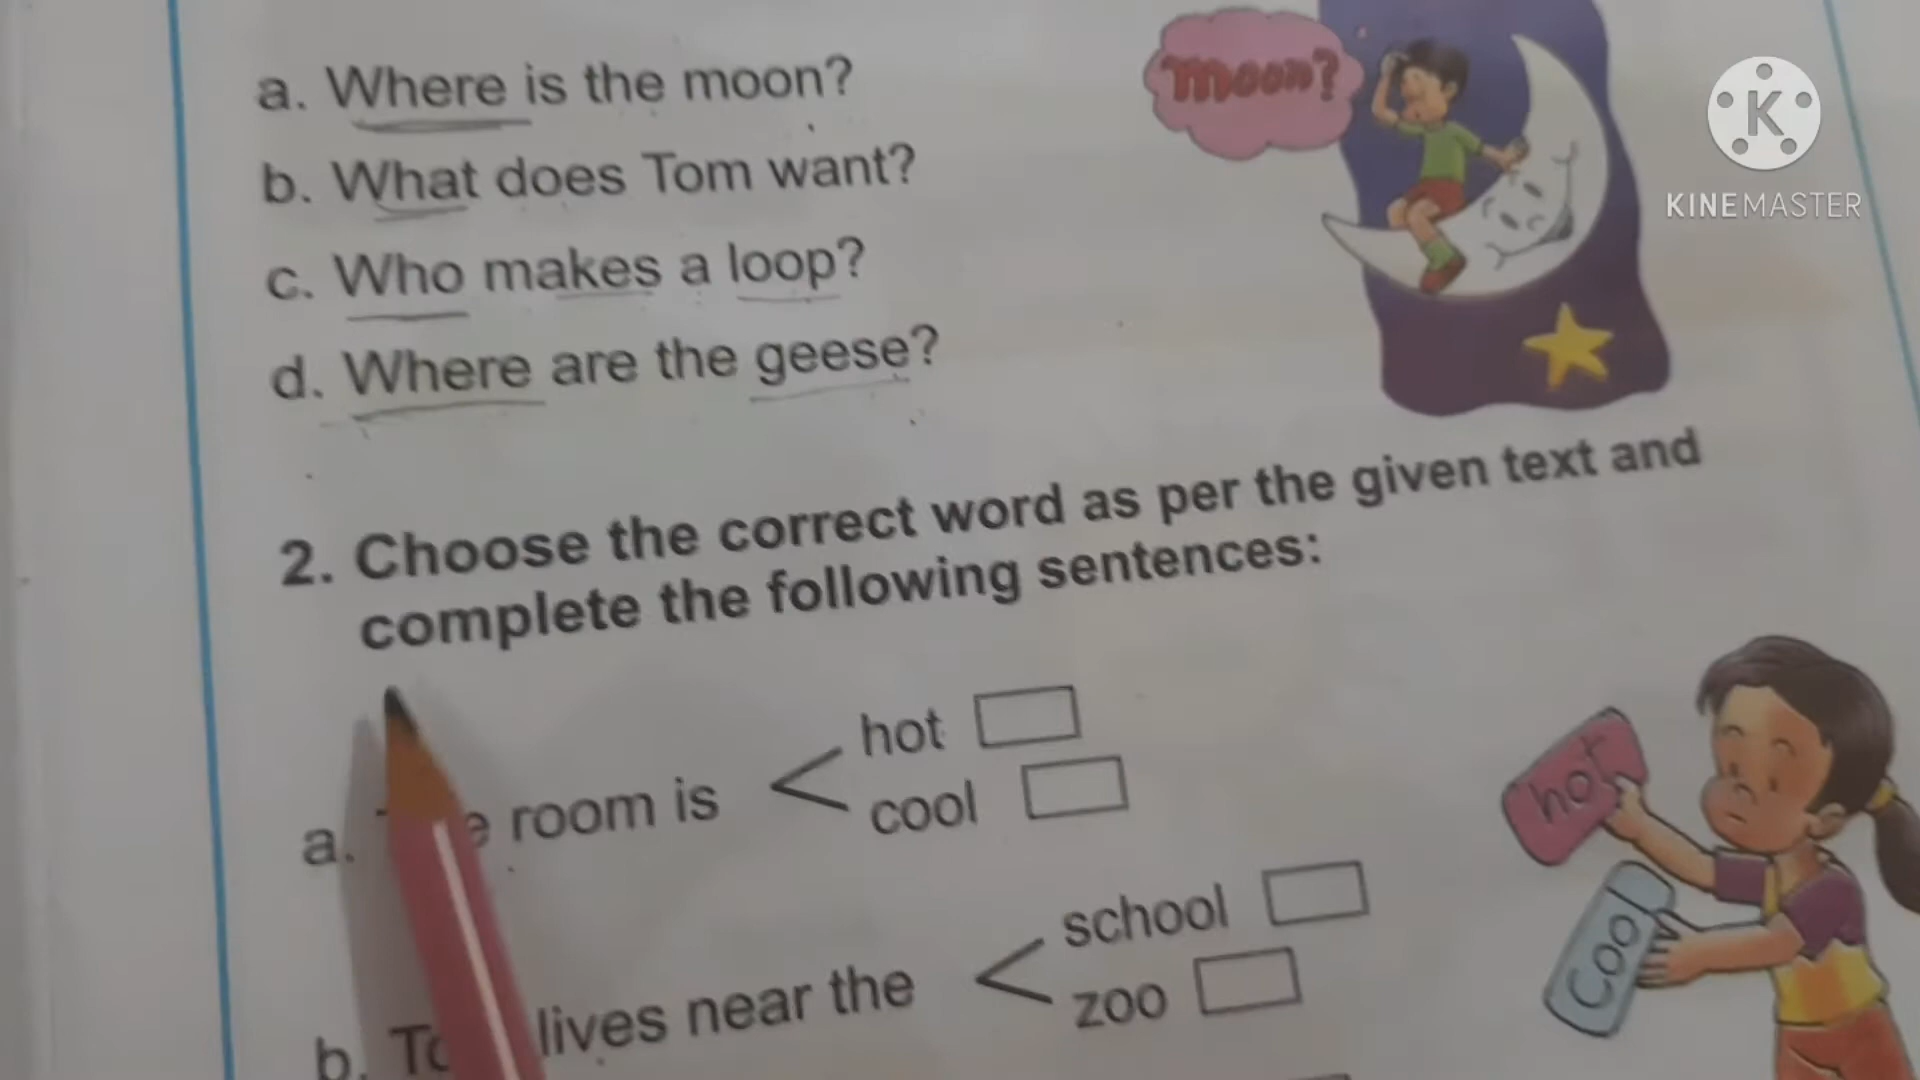 a. Where is the moon?
moon?
b. What does Tom want?
c. Who makes a loop?
d. Where are the geese?
K
KINEMASTER
2. Choose the correct word as per the given text and
complete the following sentences:
a. room is
hot
cool
hot
Coo
b. lives near the
school
zoo